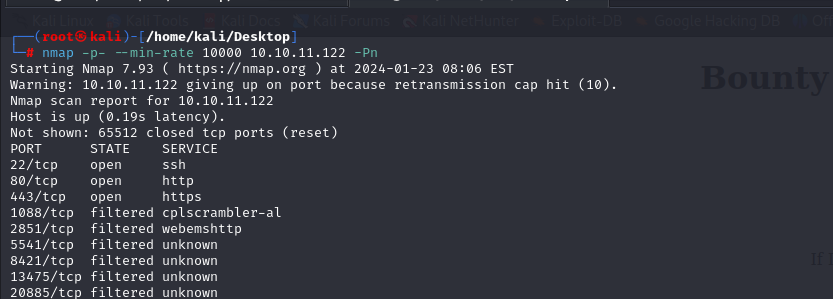 Kali Linux Kali Tools Kali Docs Kali Forums Kali NetHunter Exploit-DB Google Hacking DB
┌──(root㉿kali)-[/home/kali/Desktop]
└─# nmap -p- --min-rate 10000 10.10.11.122 -Pn
Starting Nmap 7.93 ( https://nmap.org ) at 2024-01-23 08:06 EST
Warning: 10.10.11.122 giving up on port because retransmission cap hit (10).
Bounty
Nmap scan report for 10.10.11.122
Host is up (0.19s latency).
Not shown: 65512 closed tcp ports (reset)
PORT      STATE    SERVICE
22/tcp    open     ssh
80/tcp    open     http
443/tcp   open     https
1088/tcp  filtered cplscrambler-al
2851/tcp  filtered webemshttp
5541/tcp  filtered unknown
8421/tcp  filtered unknown
If
13475/tcp filtered unknown
20885/tcp filtered unknown